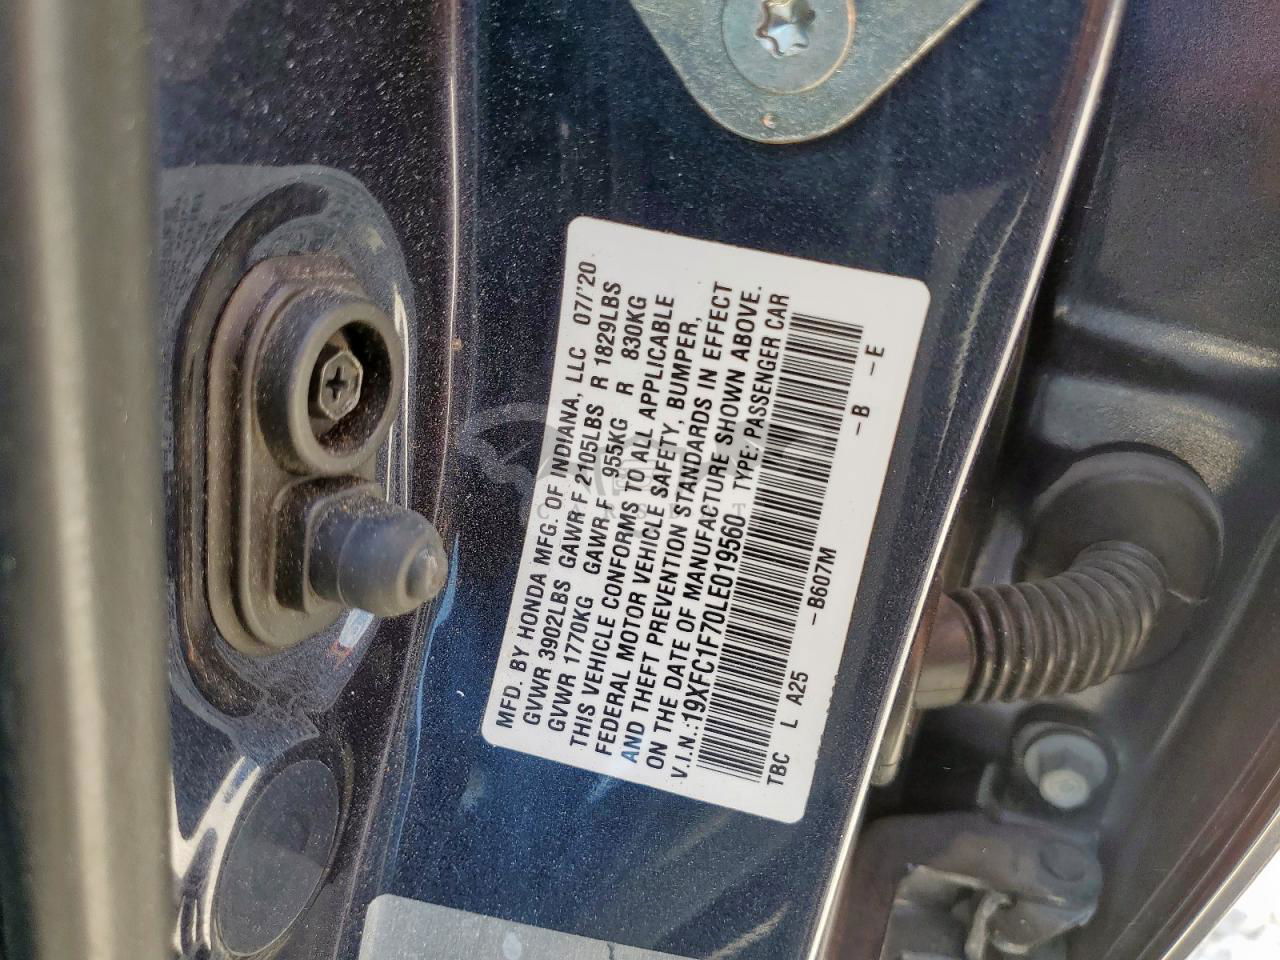 MFD. BY HONDA MFG. OF INDIANA, LLC 07/'20
GVWR 3902LBS GAWR F 2105LBS R 1829LBS
GVWR 1770KG GAWR F 955KG R 830KG
THIS VEHICLE CONFORMS TO ALL APPLICABLE
FEDERAL MOTOR VEHICLE SAFETY, BUMPER,
AND THEFT PREVENTION STANDARDS IN EFFECT
ON THE DATE OF MANUFACTURE SHOWN ABOVE.
V.I.N.:19XFC1F70LE019560 TYPE: PASSENGER CAR
TBC L A25 -B607M -B -E